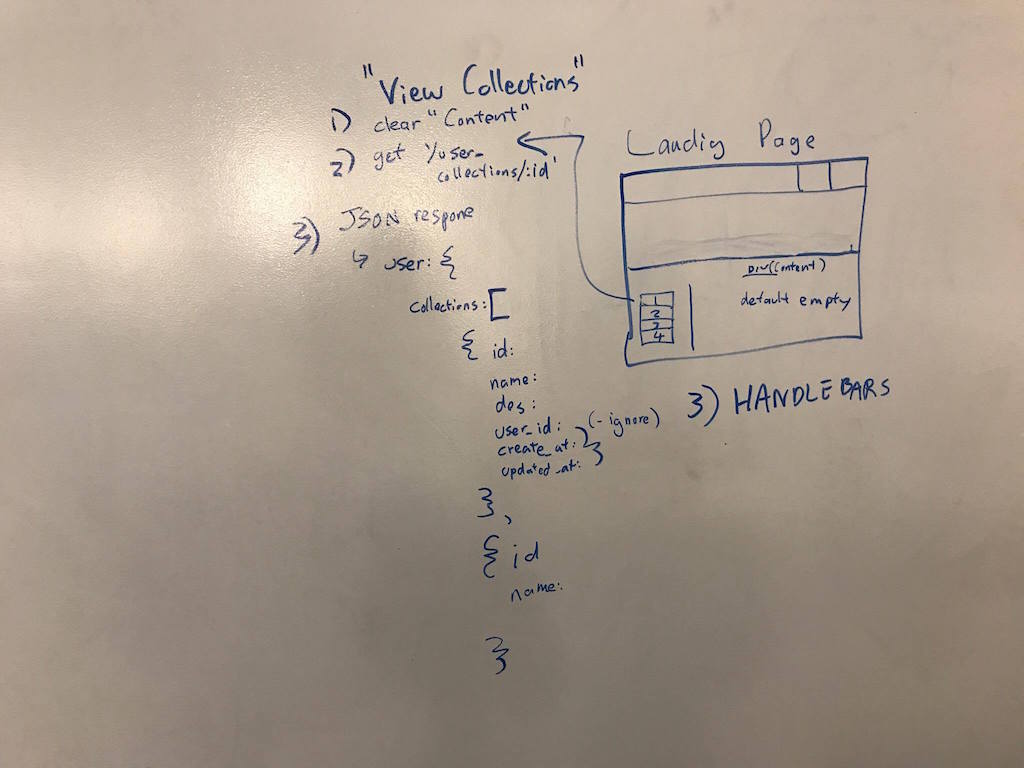 "View Collections"
1) clear "Content"
2) get '/user_
collections/:id'
3) JSON respone
↳ user: {
collections: [
{ id:
name:
des:
user_id:
create_at: } (- ignore)
updated_at:
},
{ id
name:
}
Landig Page
DIV(Content)
default empty
1
2
3
4
3) HANDLEBARS